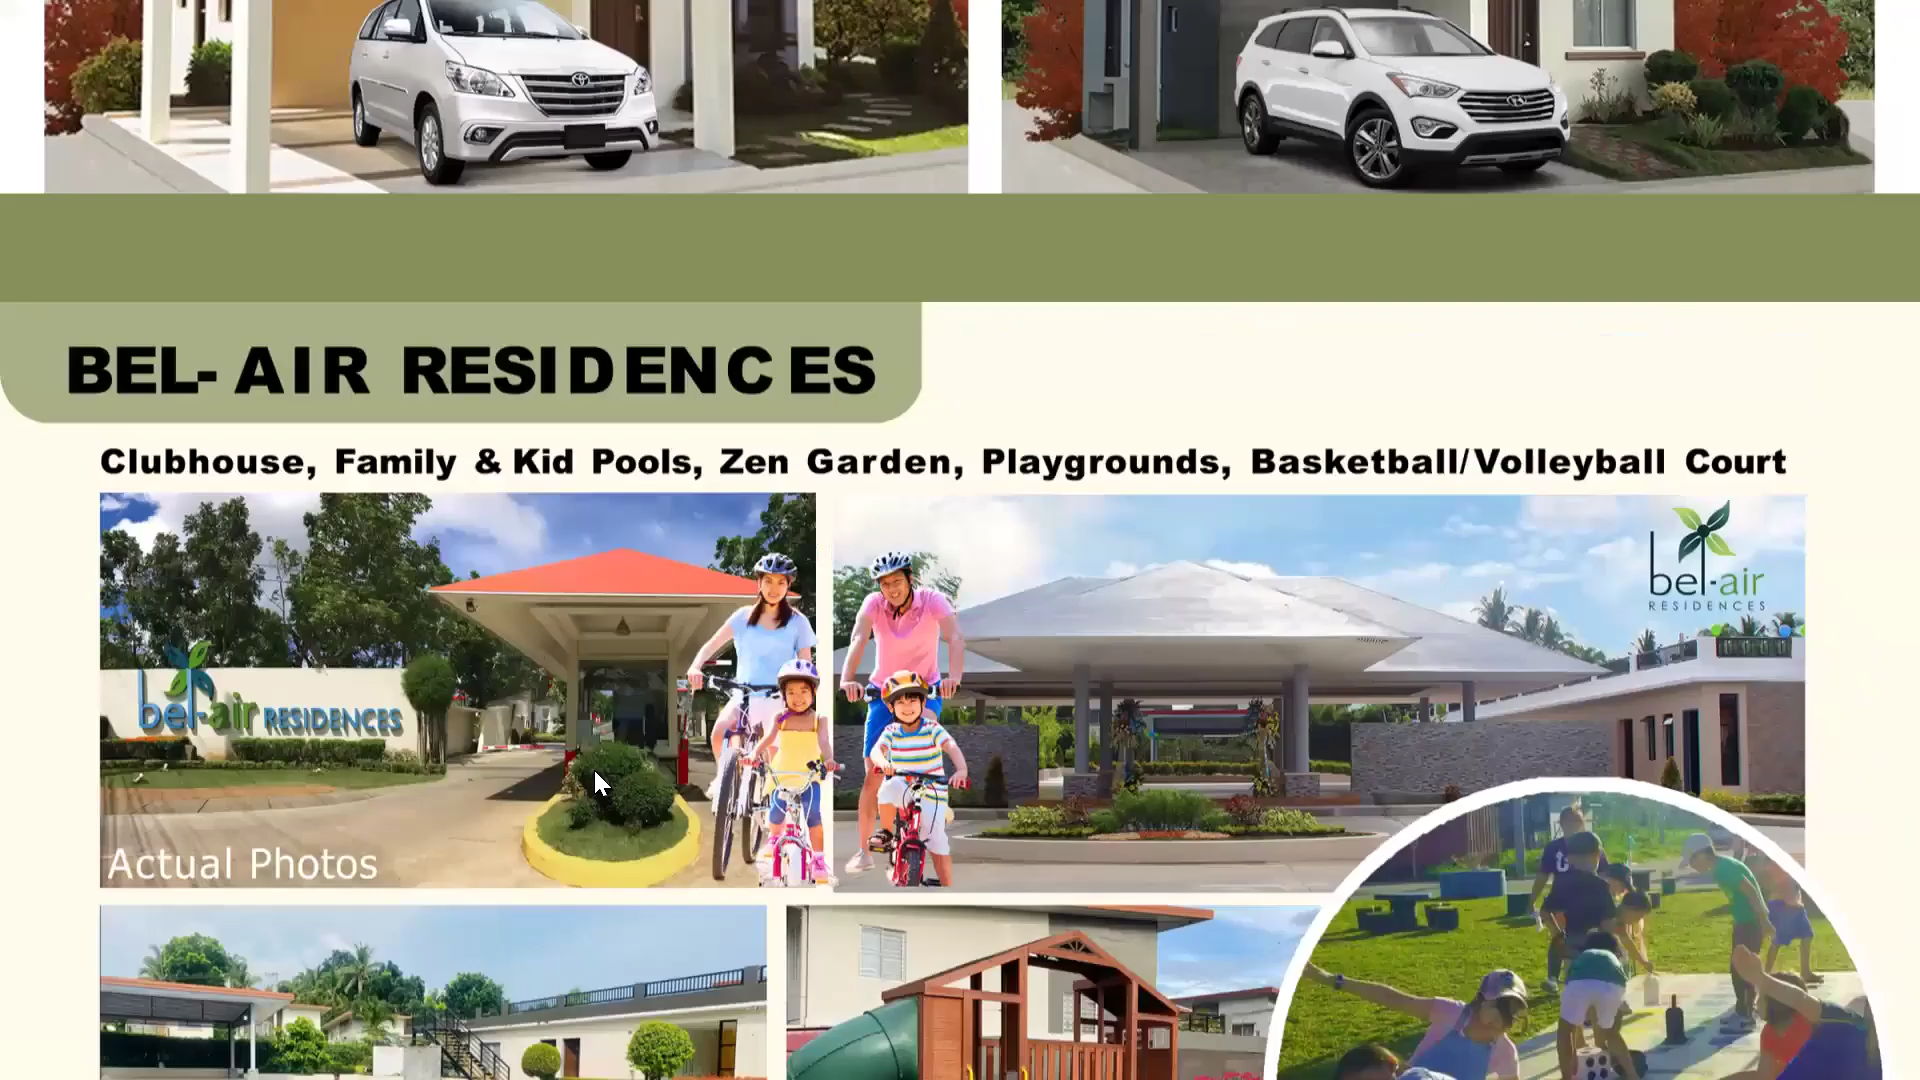 BEL-AIR RESIDENCES
Clubhouse, Family & Kid Pools, Zen Garden, Playgrounds, Basketball/Volleyball Court
bel-air
RESIDENCES
bel-air RESIDENCES
Actual Photos